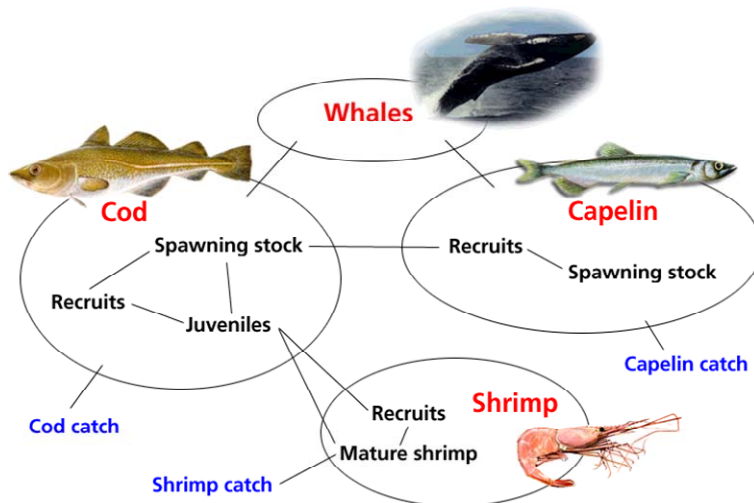 Whales
Cod
Capelin
Spawning stock
Recruits
Recruits
Spawning stock
Juveniles
Capelin catch
Shrimp
Recruits
Cod catch
Mature shrimp
Shrimp catch